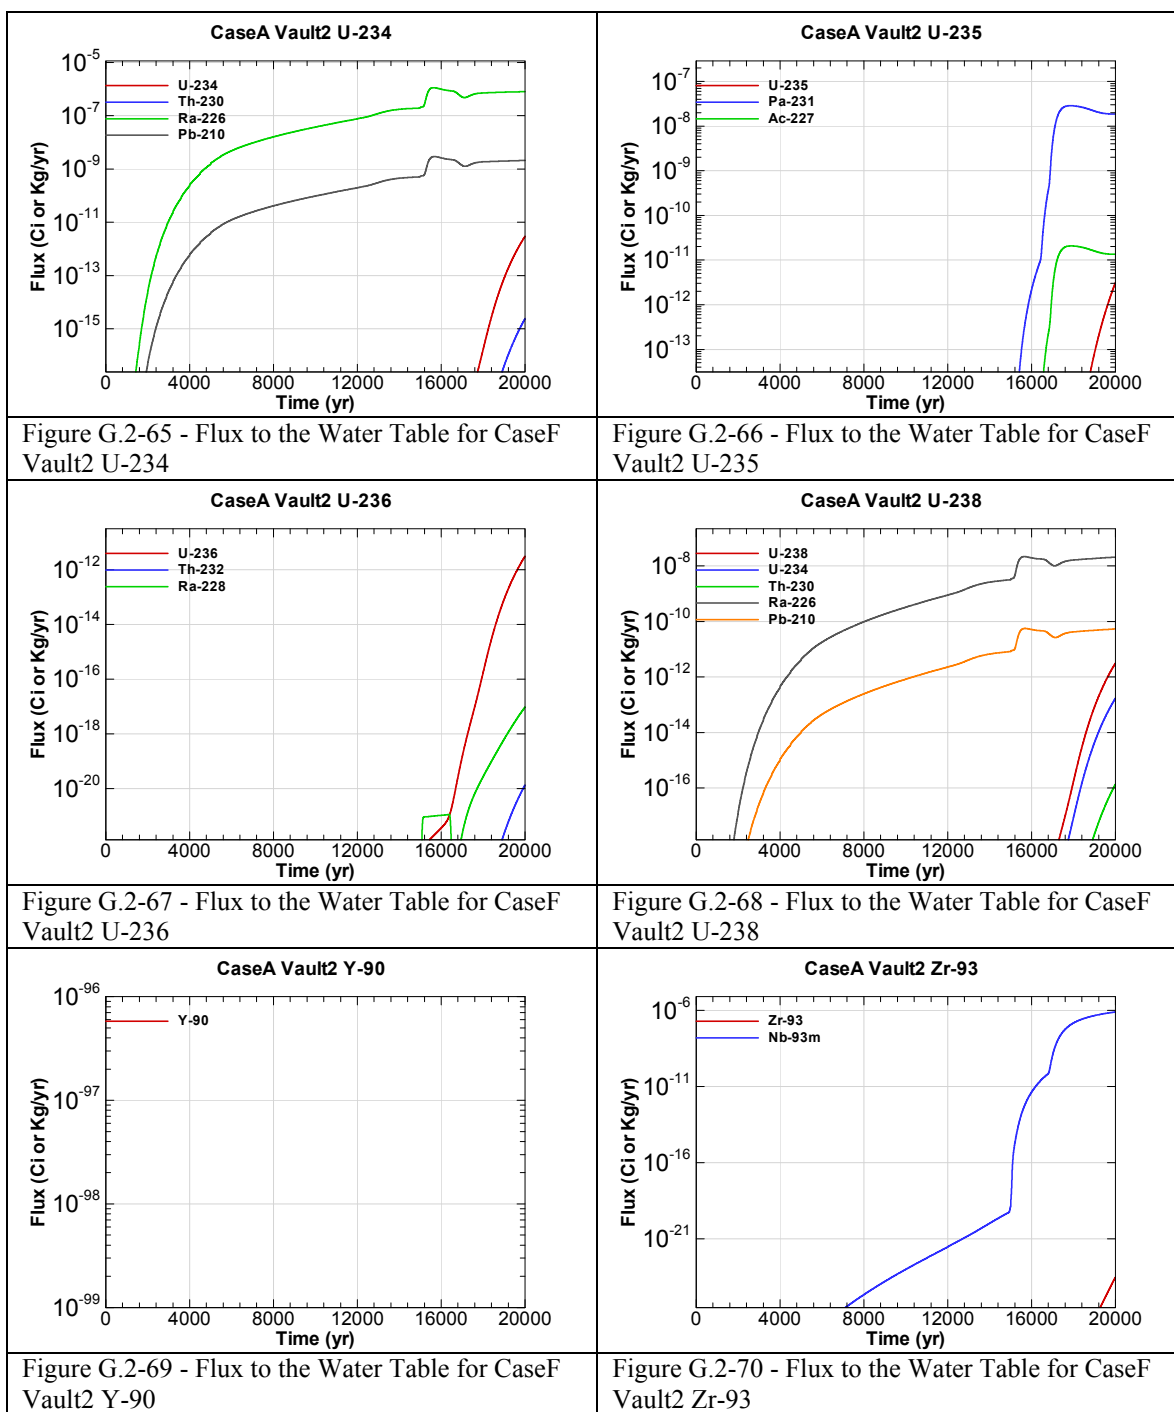 CaseA Vault2 U-234
Flux (Ci or Kg/yr)
10^-5
10^-7
10^-9
10^-11
10^-13
10^-15
U-234
Th-230
Ra-226
Pb-210
0 4000 8000 12000 16000 20000
Time (yr)
Figure G.2-65 - Flux to the Water Table for CaseF
Vault2 U-234
CaseA Vault2 U-235
Flux (Ci or Kg/yr)
10^-7
10^-8
10^-9
10^-10
10^-11
10^-12
10^-13
U-235
Pa-231
Ac-227
0 4000 8000 12000 16000 20000
Time (yr)
Figure G.2-66 - Flux to the Water Table for CaseF
Vault2 U-235
CaseA Vault2 U-236
Flux (Ci or Kg/yr)
10^-12
10^-14
10^-16
10^-18
10^-20
U-236
Th-232
Ra-228
0 4000 8000 12000 16000 20000
Time (yr)
Figure G.2-67 - Flux to the Water Table for CaseF
Vault2 U-236
CaseA Vault2 U-238
Flux (Ci or Kg/yr)
10^-8
10^-10
10^-12
10^-14
10^-16
U-238
U-234
Th-230
Ra-226
Pb-210
0 4000 8000 12000 16000 20000
Time (yr)
Figure G.2-68 - Flux to the Water Table for CaseF
Vault2 U-238
CaseA Vault2 Y-90
Flux (Ci or Kg/yr)
10^-96
10^-97
10^-98
10^-99
Y-90
0 4000 8000 12000 16000 20000
Time (yr)
Figure G.2-69 - Flux to the Water Table for CaseF
Vault2 Y-90
CaseA Vault2 Zr-93
Flux (Ci or Kg/yr)
10^-6
10^-11
10^-16
10^-21
Zr-93
Nb-93m
0 4000 8000 12000 16000 20000
Time (yr)
Figure G.2-70 - Flux to the Water Table for CaseF
Vault2 Zr-93